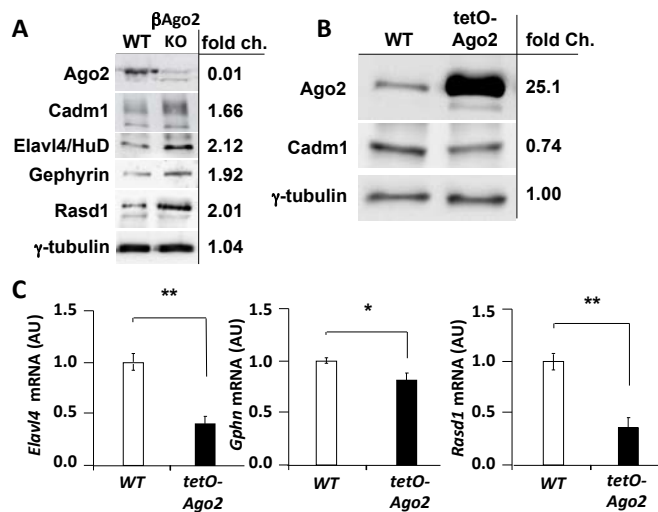 A
WT βAgo2 KO fold ch.
Ago2 0.01
Cadm1 1.66
Elavl4/HuD 2.12
Gephyrin 1.92
Rasd1 2.01
γ-tubulin 1.04
B
WT tetO-Ago2 fold Ch.
Ago2 25.1
Cadm1 0.74
γ-tubulin 1.00
C
Elavl4 mRNA (AU)
1.5
1.0
0.5
0.0
**
WT tetO-Ago2
Gphn mRNA (AU)
1.5
1.0
0.5
0.0
*
WT tetO-Ago2
Rasd1 mRNA (AU)
1.5
1.0
0.5
0.0
**
WT tetO-Ago2